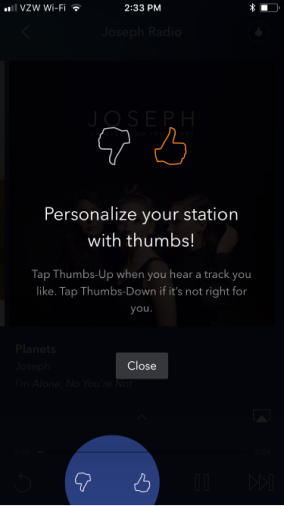 VZW Wi-Fi 2:33 PM
Joseph Radio
JOSEPH
Personalize your station
with thumbs!
Tap Thumbs-Up when you hear a track you
like. Tap Thumbs-Down if it's not right for
you.
Planets
Joseph
I'm Alone, No You're Not
Close